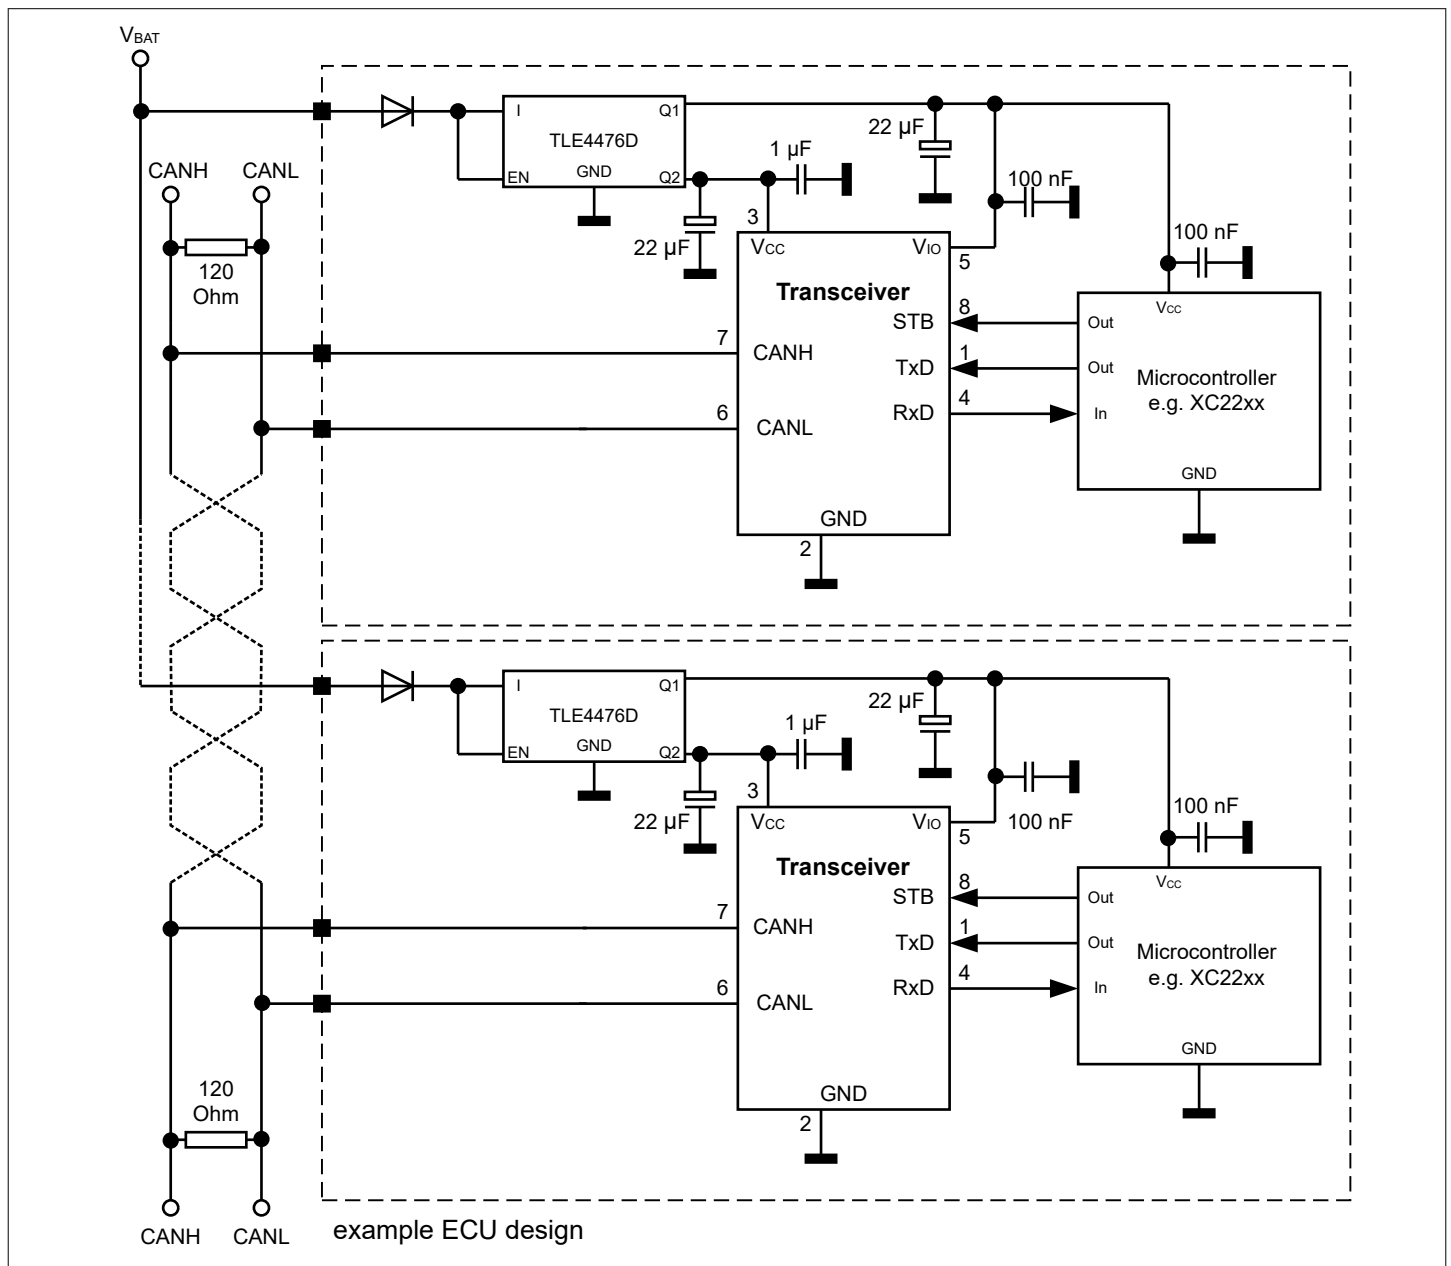 VBAT
CANH
CANL
120
Ohm
I
Q1
TLE4476D
EN
GND
Q2
22 µF
1 µF
22 µF
100 nF
100 nF
3
VCC
VIO
5
Transceiver
STB
8
TxD
1
RxD
4
7
CANH
6
CANL
GND
2
VCC
Out
Out
Microcontroller
e.g. XC22xx
In
GND
I
Q1
TLE4476D
EN
GND
Q2
22 µF
1 µF
22 µF
100 nF
100 nF
3
VCC
VIO
5
Transceiver
STB
8
TxD
1
RxD
4
7
CANH
6
CANL
GND
2
VCC
Out
Out
Microcontroller
e.g. XC22xx
In
GND
120
Ohm
CANH
CANL
example ECU design